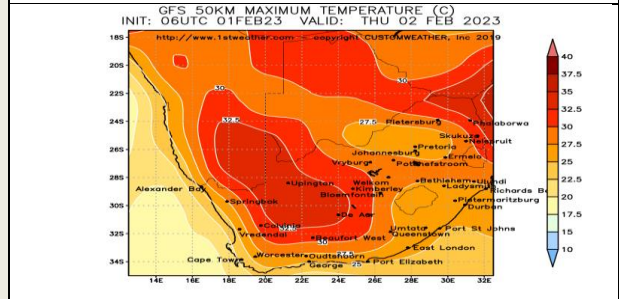 GFS 50KM MAXIMUM TEMPERATURE (C)
INIT: 06UTC 01FEB23 VALID: THU 02 FEB 2023
http://www.1stweather.com - copyright CUSTOMWEATHER, Inc 2019
18S
20S
22S
24S
26S
28S
30S
32S
34S
30
30
32.5
27.5
30
27.5
25
Pietersburg
Phalaborwa
Skukuza
Nelspruit
Pretoria
Johannesburg
Ermelo
Vryburg
Potchefstroom
Upington
Welkom
Bethlehem
Ulundi
Kimberley
Ladysmith
Richards Ba
Alexander Bay
Bloemfontein
Springbok
Pietermaritzburg
Durban
De Aar
Calvinia
Vredendal
Umtata
Port St Johns
Queenstown
Beaufort West
East London
Cape Town
Worcester
Oudtshoorn
George
Port Elizabeth
14E
16E
18E
20E
22E
24E
26E
28E
30E
32E
40
37.5
35
32.5
30
27.5
25
22.5
20
17.5
15
10